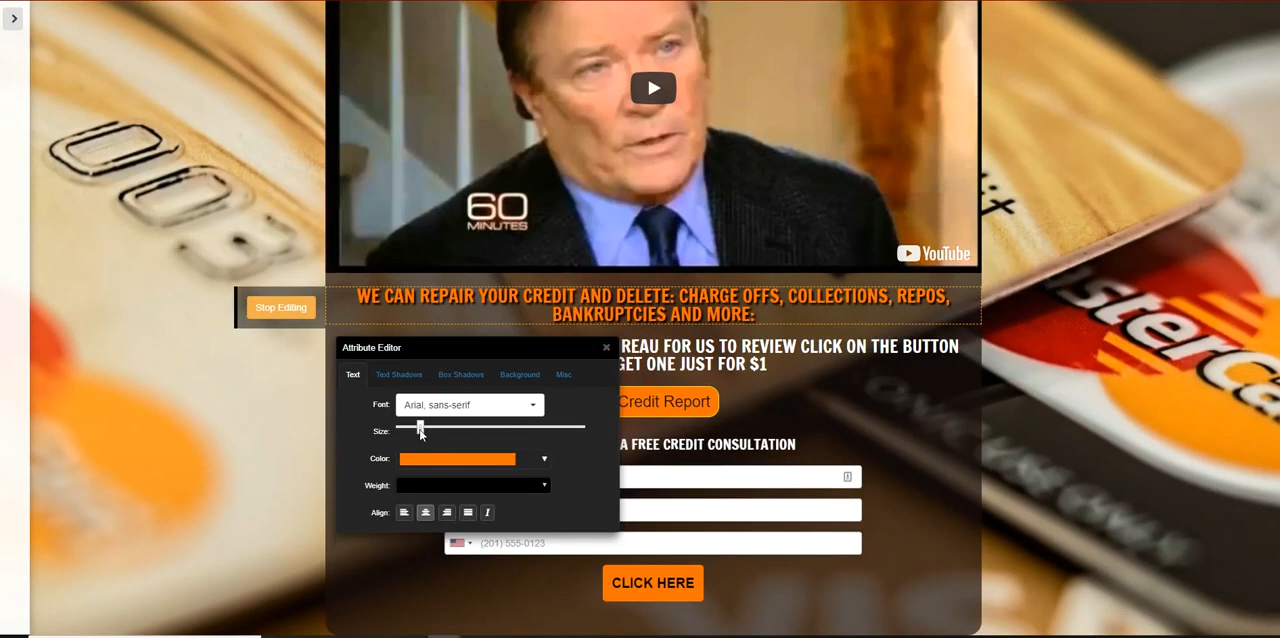 60
MINUTES
YouTube
Stop Editing
WE CAN REPAIR YOUR CREDIT AND DELETE: CHARGE OFFS, COLLECTIONS, REPOS,
BANKRUPTCIES AND MORE:
Attribute Editor
REAU FOR US TO REVIEW CLICK ON THE BUTTON
GET ONE JUST FOR $1
Text
Text Shadows
Box Shadows
Background
Misc
Font:
Arial, sans-serif
Credit Report
Size:
A FREE CREDIT CONSULTATION
Color:
Weight:
Align:
I
(201) 555-0123
CLICK HERE
003
sterCar